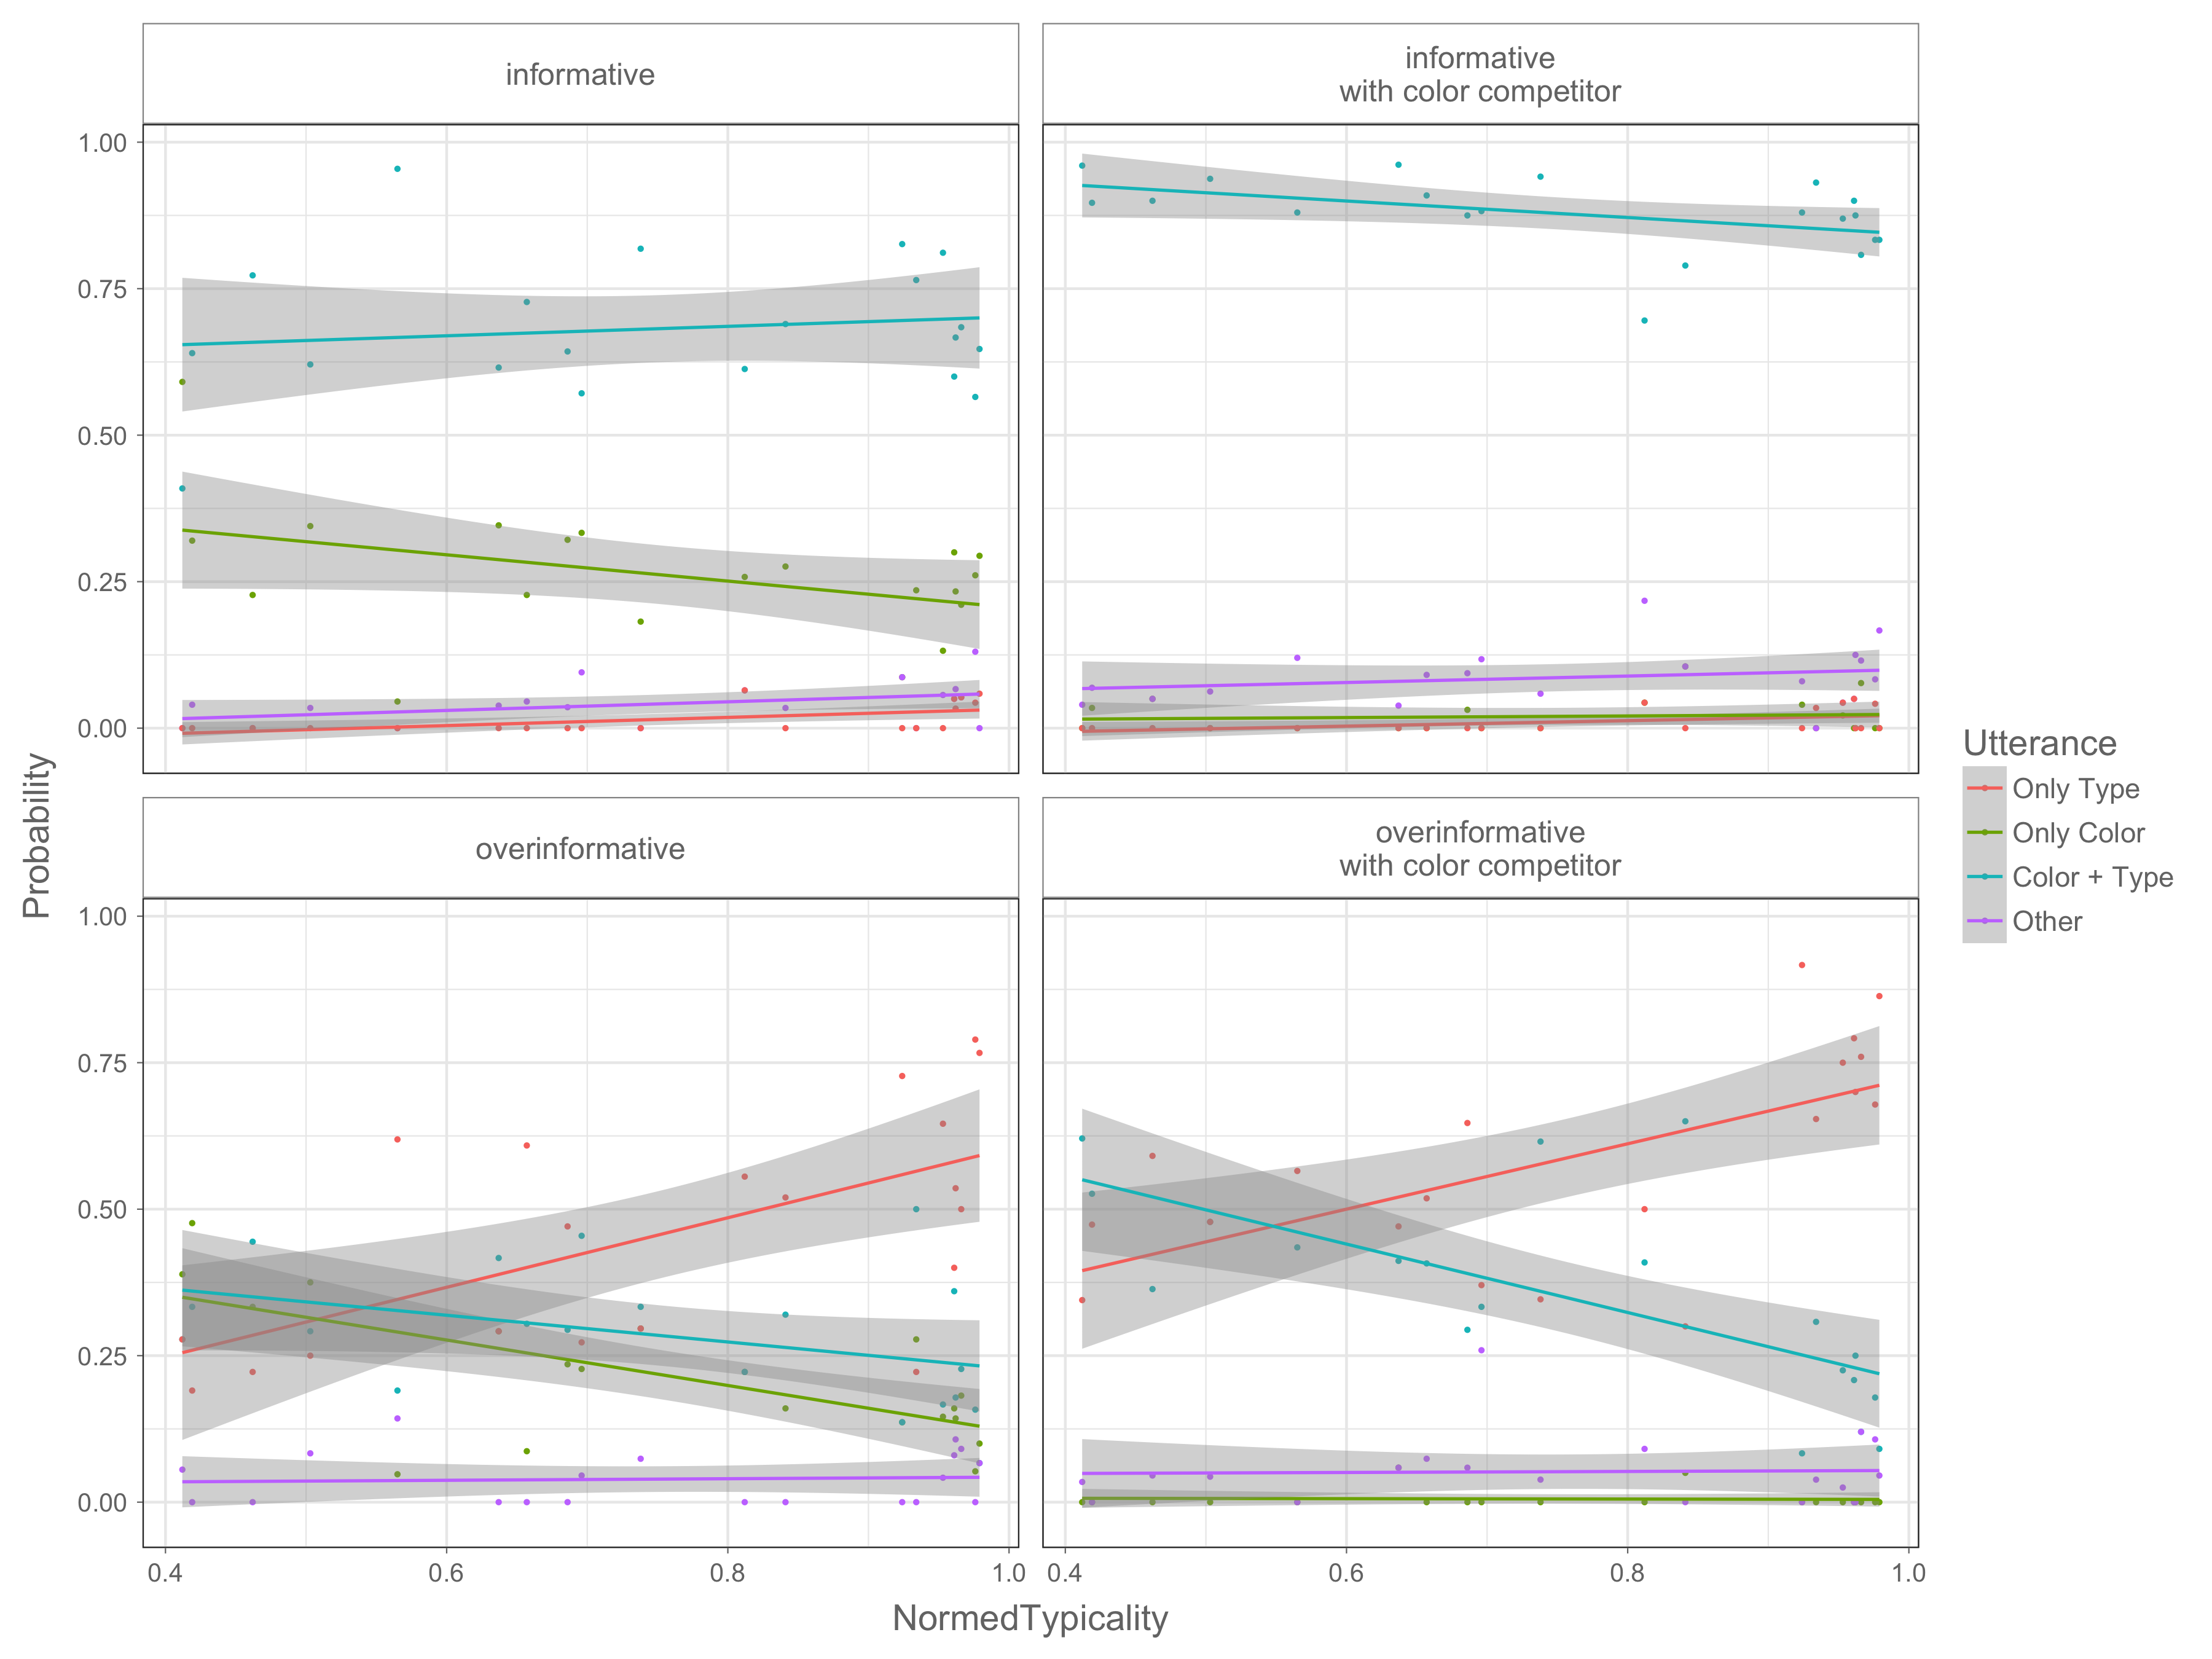 informative
informative
with color competitor
1.00
0.75
0.50
0.25
0.00
overinformative
overinformative
with color competitor
1.00
0.75
0.50
0.25
0.00
0.4
0.6
0.8
1.0
0.4
0.6
0.8
1.0
NormedTypicality
Probability
Utterance
Only Type
Only Color
Color + Type
Other